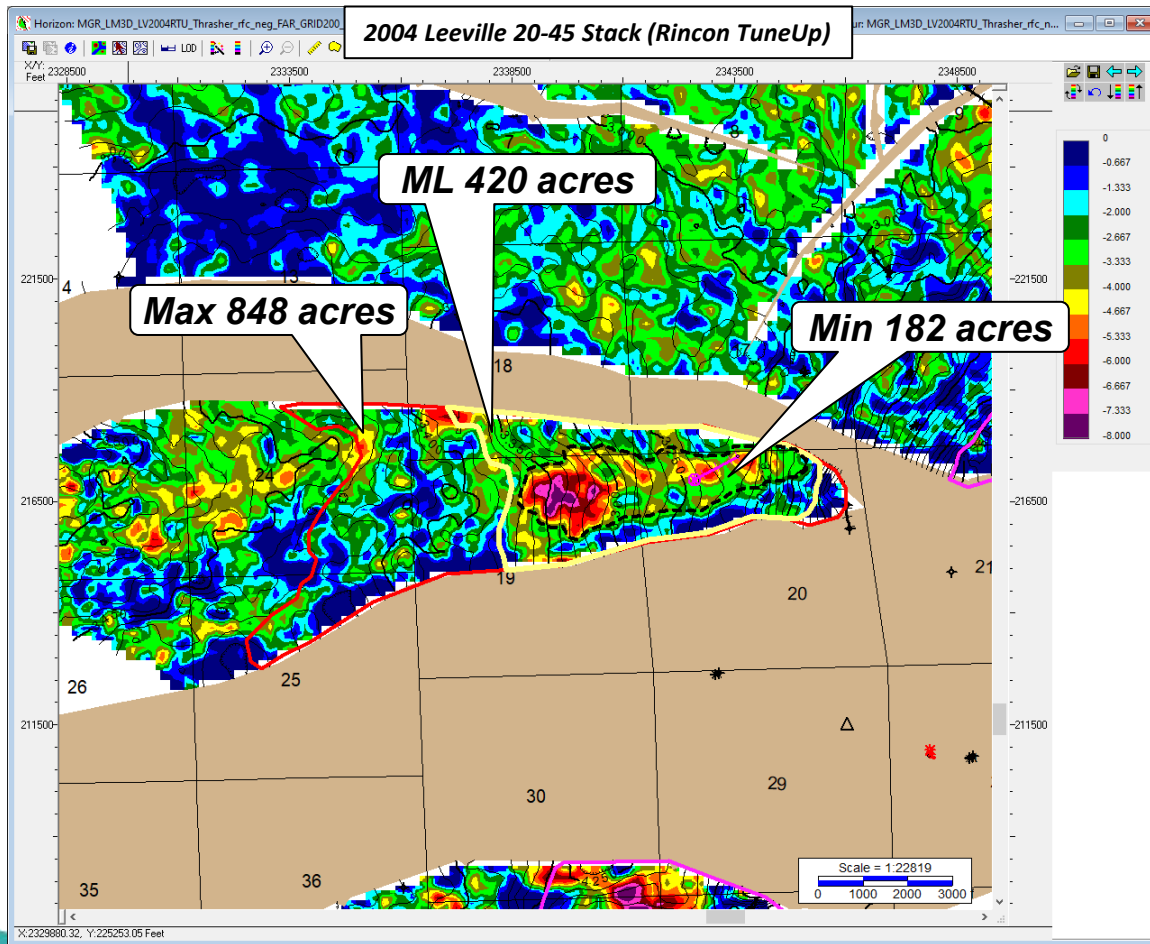 Horizon: MGR_LM3D_LV2004RTU_Thrasher_rfc_neg_FAR_GRID200_
ur: MGR_LM3D_LV2004RTU_Thrasher_rfc_n...
2004 Leeville 20-45 Stack (Rincon TuneUp)
LOD
X/Y:
Feet
2328500 2333500 2338500 2343500 2348500
7 8 9
0
-0.667
-1.333
-2.000
-2.667
-3.333
-4.000
-4.667
-5.333
-6.000
-6.667
-7.333
-8.000
ML 420 acres
221500 13 221500
4
Max 848 acres
Min 182 acres
18
24
216500 216500
19 20 21
26 25
211500 211500
30 29
35 36
Scale = 1:22819
0 1000 2000 3000 f
X:2329880.32, Y:225253.05 Feet